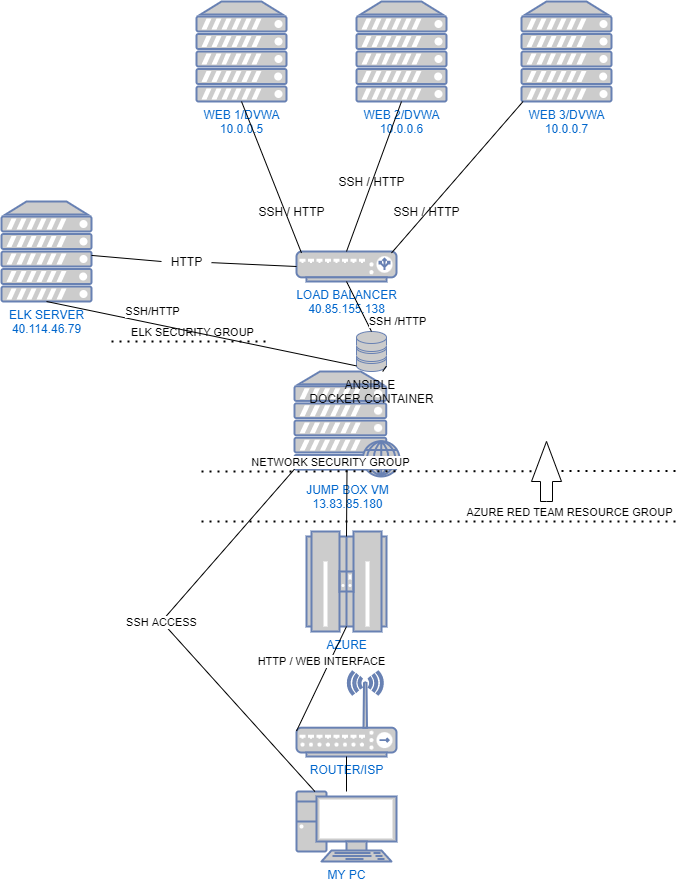 WEB 1/DVWA
10.0.0.5
WEB 2/DVWA
10.0.0.6
WEB 3/DVWA
10.0.0.7
SSH / HTTP
SSH / HTTP
SSH / HTTP
HTTP
LOAD BALANCER
40.85.155.138
ELK SERVER
40.114.46.79
SSH/HTTP
SSH /HTTP
ELK SECURITY GROUP
ANSIBLE
DOCKER CONTAINER
NETWORK SECURITY GROUP
JUMP BOX VM
13.83.85.180
AZURE RED TEAM RESOURCE GROUP
SSH ACCESS
AZURE
HTTP / WEB INTERFACE
ROUTER/ISP
MY PC